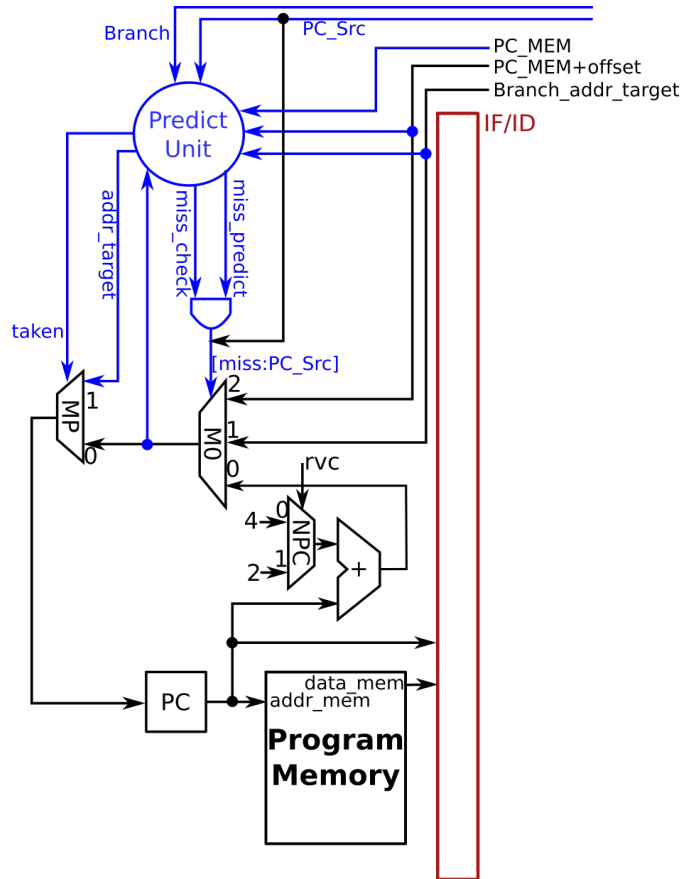 Branch
PC_Src
PC_MEM
PC_MEM+offset
Branch_addr_target
IF/ID
Predict
Unit
addr_target
miss_check
miss_predict
taken
[miss:PC_Src]
MP
1
0
M0
2
1
0
rvc
4
0
NPC
1
2
+
PC
data_mem
addr_mem
Program
Memory